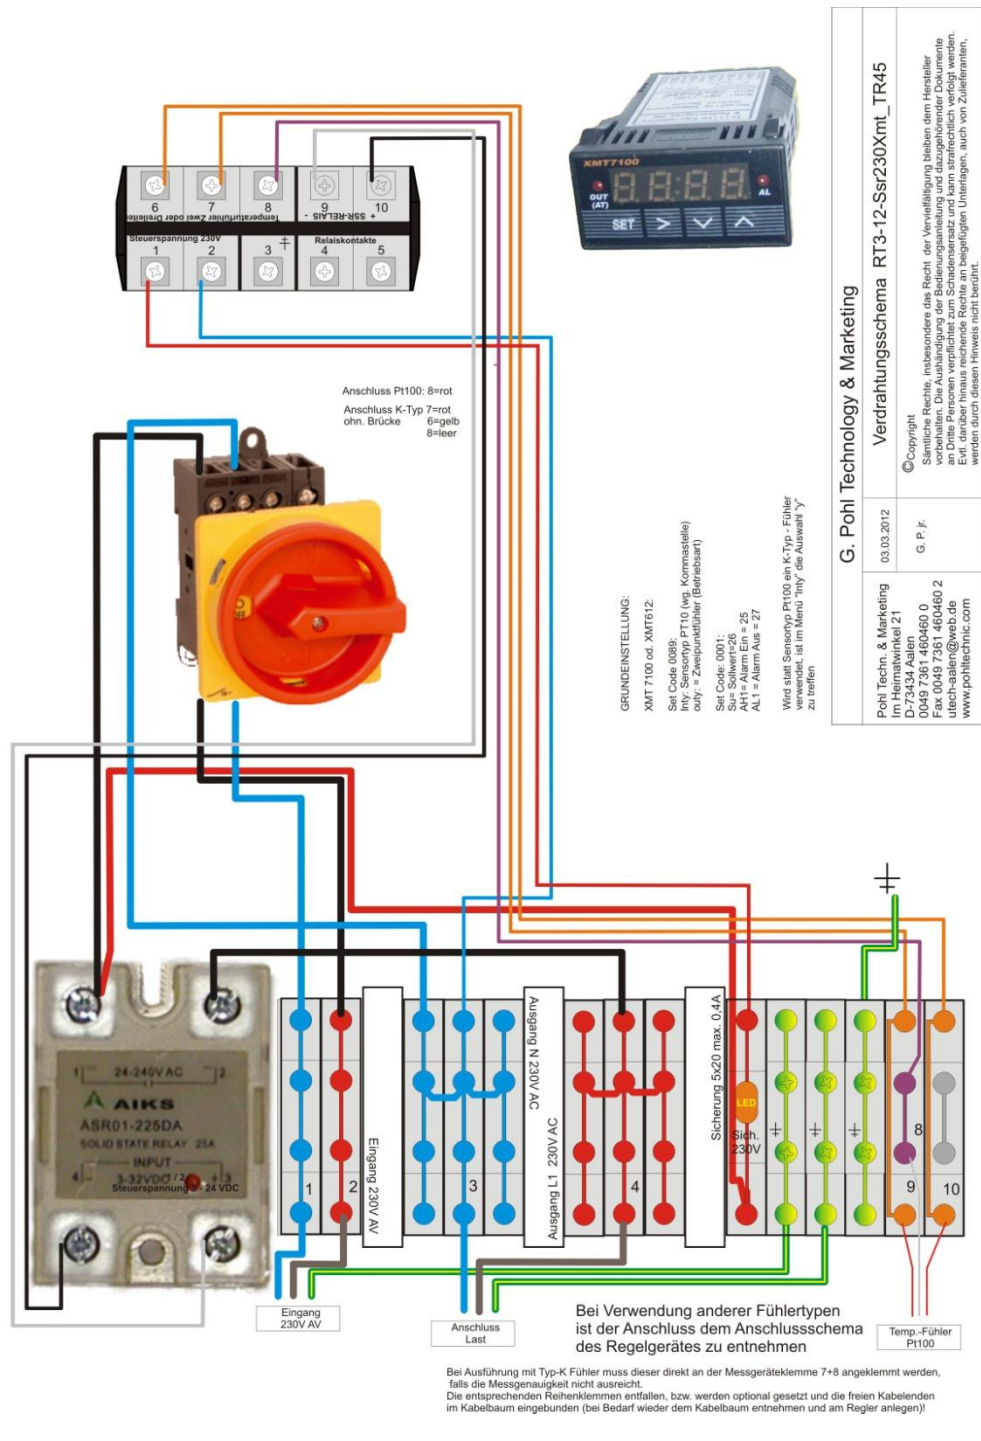 6 7 8 9 10
Temperaturfühler Zwei oder Dreileiter
- SSR-RELAIS +
Steuerspannung 230V
Relaiskontakte
1 2 3 4 5
XMT7100
8.8.8.8
OUT
(AT)
AL
SET
Anschluss Pt100: 8=rot
Anschluss K-Typ 7=rot
ohn. Brücke 6=gelb
8=leer
GRUNDEINSTELLUNG:
XMT 7100 od. XMT612:
Set Code 0089:
Inty: Sensortyp PT10 (wg. Kommastelle)
outy: = Zweipunktfühler (Betriebsart)
Set Code: 0001:
Su= Sollwert=26
AH1= Alarm Ein = 25
AL1 = Alarm Aus = 27
Wird statt Sensortyp Pt100 ein K-Typ - Fühler
verwendet, ist im Menü "Inty" die Auswahl "y"
zu treffen
G. Pohl Technology & Marketing
Verdrahtungsschema RT3-12-Ssr230Xmt_TR45
03.03.2012
G. P. jr.
©Copyright
Sämtliche Rechte, insbesondere das Recht der Vervielfältigung bleiben dem Hersteller
vorbehalten. Die Aushändigung der Bedienungsanleitung und dazugehörender Dokumente
an Dritte Personen verpflichtet zum Schadensersatz und kann strafrechtlich verfolgt werden.
Evtl. darüber hinaus reichende Rechte an beigefügten Unterlagen, auch von Zulieferanten,
werden durch diesen Hinweis nicht berührt.
Pohl Techn. & Marketing
Im Heimatwinkel 21
D-73434 Aalen
0049 7361 460460 0
Fax 0049 7361 460460 2
utech-aalen@web.de
www.pohltechnic.com
1 24-240V AC 2
AIKS
ASR01-225DA
SOLID STATE RELAY 25A
INPUT
4 3-32VDC 1/2 + 3
Steuerspannung 3 - 24 VDC
1 2
Eingang 230V AV
3
Ausgang N 230V AC
Ausgang L1 230V AC
4
Sicherung 5x20 max. 0,4A
LED
Sich.
230V
8
9 10
Eingang
230V AV
Anschluss
Last
Bei Verwendung anderer Fühlertypen
ist der Anschluss dem Anschlussschema
des Regelgerätes zu entnehmen
Temp.-Fühler
Pt100
Bei Ausführung mit Typ-K Fühler muss dieser direkt an der Messgeräteklemme 7+8 angeklemmt werden,
falls die Messgenauigkeit nicht ausreicht.
Die entsprechenden Reihenklemmen entfallen, bzw. werden optional gesetzt und die freien Kabelenden
im Kabelbaum eingebunden (bei Bedarf wieder dem Kabelbaum entnehmen und am Regler anlegen)!